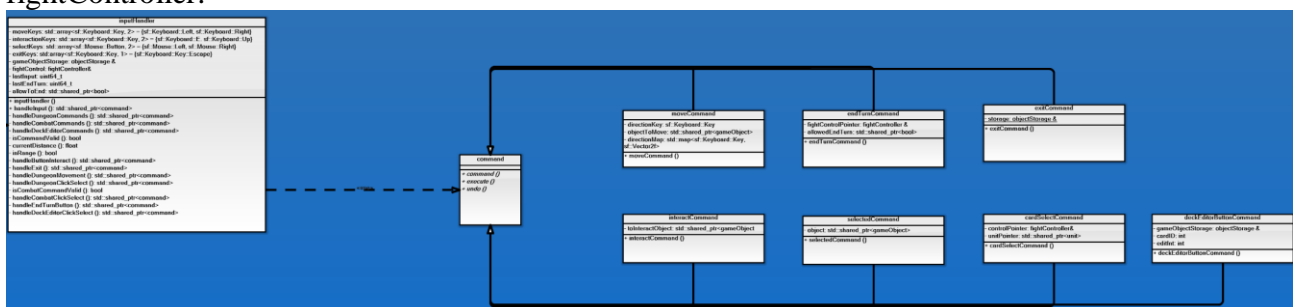 fightController.
inputHandler
- moveKeys: std::array<sf::Keyboard::Key, 2> = {sf::Keyboard::Left, sf::Keyboard::Right}
- interactionKeys: std::array<sf::Keyboard::Key, 2> = {sf::Keyboard::E, sf::Keyboard::Up}
- selectKeys: std::array<sf::Mouse::Button, 2> = {sf::Mouse::Left, sf::Mouse::Right}
- exitKeys: std::array<sf::Keyboard::Key, 1> = {sf::Keyboard::Key::Escape}
- gameObjectStorage: objectStorage &
- fightControl: fightController&
- lastInput: uint64_t
- lastEndTurn: uint64_t
- allowToEnd: std::shared_ptr<bool>
+ inputHandler ()
+ handleInput (): std::shared_ptr<command>
- handleDungeonCommands (): std::shared_ptr<command>
- handleCombatCommands (): std::shared_ptr<command>
- handleDeckEditorCommands (): std::shared_ptr<command>
- isCommandValid (): bool
- currentDistance (): float
- inRange (): bool
- handleButtonInteract (): std::shared_ptr<command>
- handleExit (): std::shared_ptr<command>
- handleDungeonMovement (): std::shared_ptr<command>
- handleDungeonClickSelect (): std::shared_ptr<command>
- isCombatCommandValid (): bool
- handleCombatClickSelect (): std::shared_ptr<command>
- handleEndTurnButton (): std::shared_ptr<command>
- handleDeckEditorClickSelect (): std::shared_ptr<command>
command
+ command ()
+ execute ()
+ undo ()
moveCommand
- directionKey: sf::Keyboard::Key
- objectToMove: std::shared_ptr<gameObject>
- directionMap: std::map<sf::Keyboard::Key,
sf::Vector2f>
+ moveCommand ()
endTurnCommand
- fightControlPointer: fightController &
- allowedEndTurn: std::shared_ptr<bool>
+ endTurnCommand ()
exitCommand
- storage: objectStorage &
+ exitCommand ()
interactCommand
- toInteractObject: std::shared_ptr<gameObject
+ interactCommand ()
selectedCommand
- object: std::shared_ptr<gameObject>
+ selectedCommand ()
cardSelectCommand
- controlPointer: fightController&
- unitPointer: std::shared_ptr<unit>
+ cardSelectCommand ()
deckEditorButtonCommand
- gameObjectStorage: objectStorage &
- cardID: int
- editInt: int
+ deckEditorButtonCommand ()